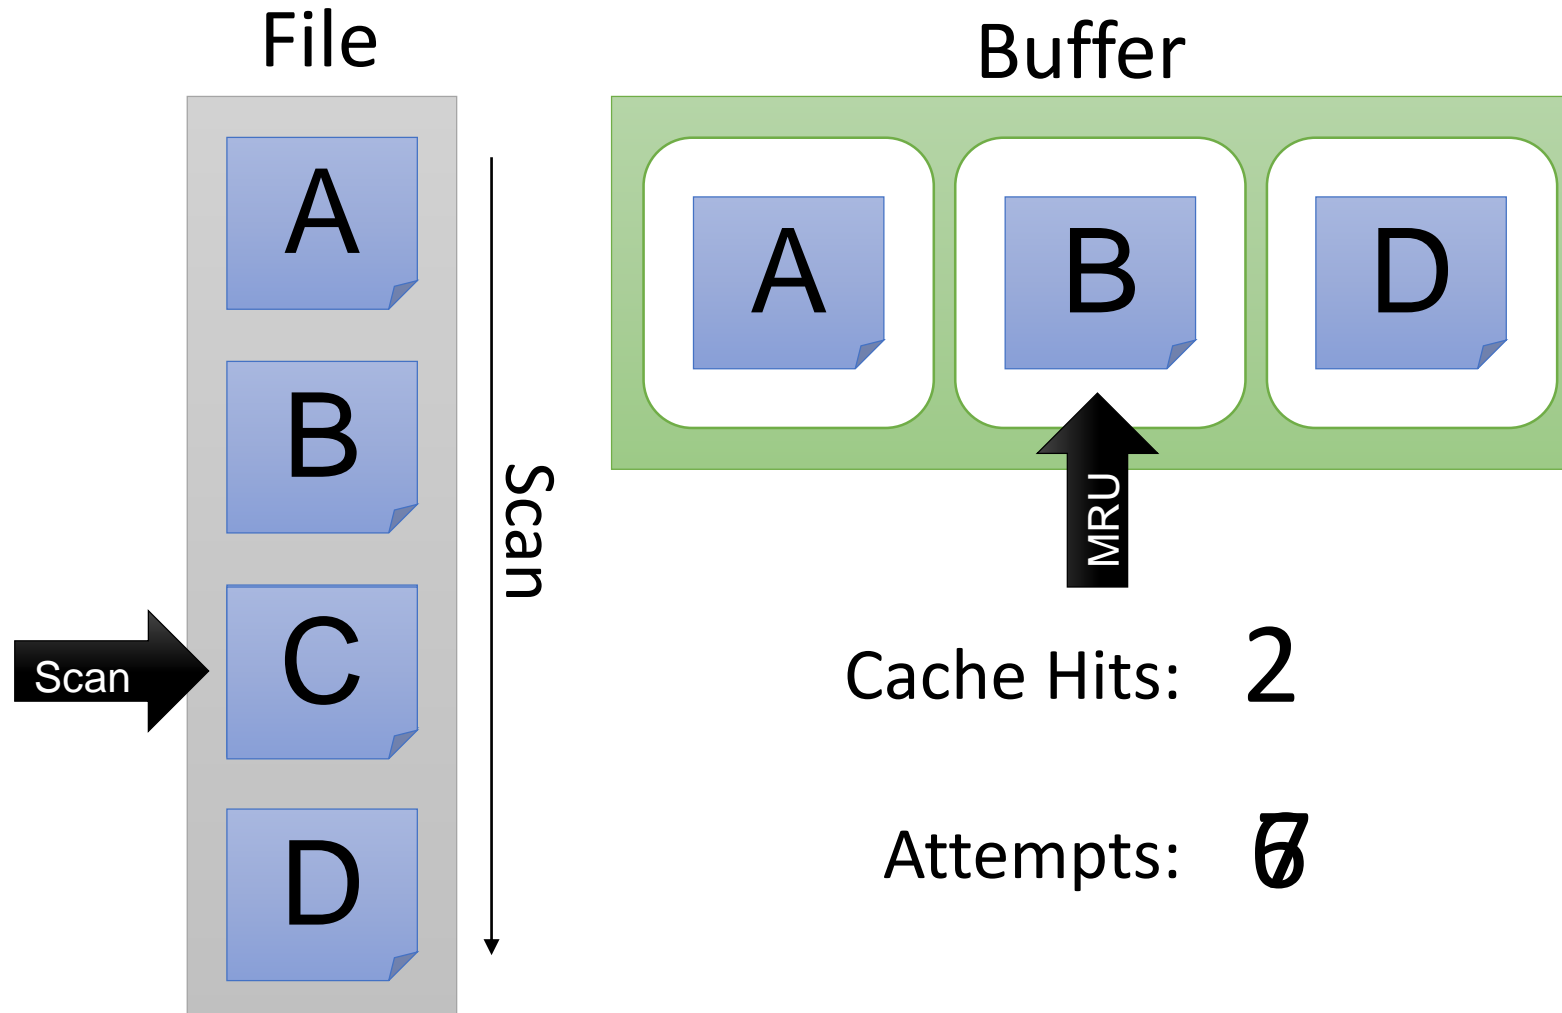 File
A
B
C
D
Scan
Scan
Buffer
A
B
D
MRU
Cache Hits: 2
Attempts: